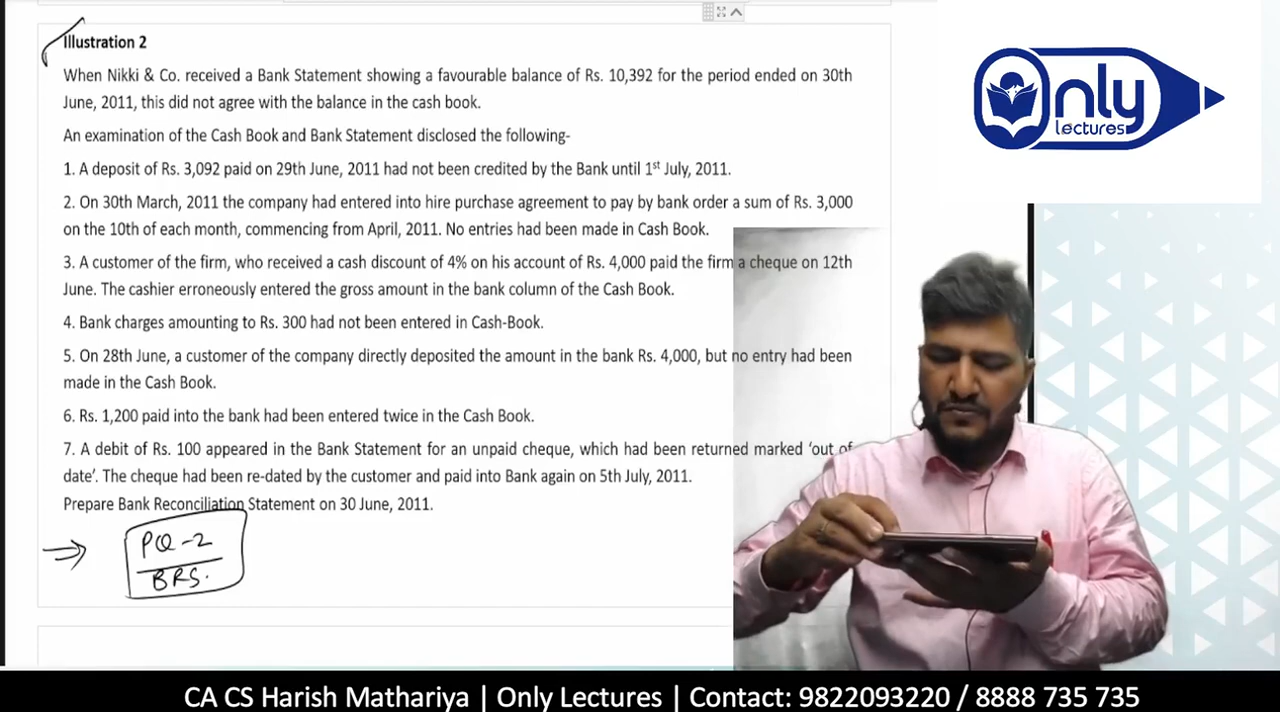 Illustration 2
When Nikki & Co. received a Bank Statement showing a favourable balance of Rs. 10,392 for the period ended on 30th
June, 2011, this did not agree with the balance in the cash book.
An examination of the Cash Book and Bank Statement disclosed the following-
1. A deposit of Rs. 3,092 paid on 29th June, 2011 had not been credited by the Bank until 1st July, 2011.
2. On 30th March, 2011 the company had entered into hire purchase agreement to pay by bank order a sum of Rs. 3,000
on the 10th of each month, commencing from April, 2011. No entries had been made in Cash Book.
3. A customer of the firm, who received a cash discount of 4% on his account of Rs. 4,000 paid the firm a cheque on 12th
June. The cashier erroneously entered the gross amount in the bank column of the Cash Book.
4. Bank charges amounting to Rs. 300 had not been entered in Cash-Book.
5. On 28th June, a customer of the company directly deposited the amount in the bank Rs. 4,000, but no entry had been
made in the Cash Book.
6. Rs. 1,200 paid into the bank had been entered twice in the Cash Book.
7. A debit of Rs. 100 appeared in the Bank Statement for an unpaid cheque, which had been returned marked ‘out of
date’. The cheque had been re-dated by the customer and paid into Bank again on 5th July, 2011.
Prepare Bank Reconciliation Statement on 30 June, 2011.
PQ-2
BRS.
Only
Lectures
CA CS Harish Mathariya | Only Lectures | Contact: 9822093220 / 8888 735 735